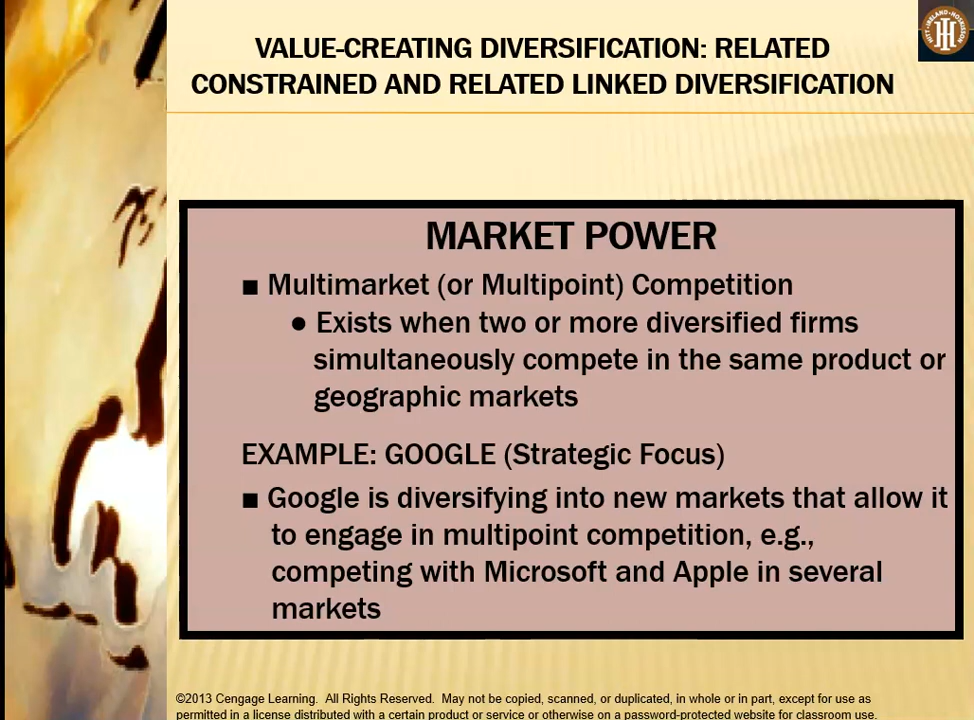 VALUE-CREATING DIVERSIFICATION: RELATED
CONSTRAINED AND RELATED LINKED DIVERSIFICATION
HITT • IRELAND • HOSKISSON
MARKET POWER
■ Multimarket (or Multipoint) Competition
● Exists when two or more diversified firms
simultaneously compete in the same product or
geographic markets
EXAMPLE: GOOGLE (Strategic Focus)
■ Google is diversifying into new markets that allow it
to engage in multipoint competition, e.g.,
competing with Microsoft and Apple in several
markets
©2013 Cengage Learning. All Rights Reserved. May not be copied, scanned, or duplicated, in whole or in part, except for use as
permitted in a license distributed with a certain product or service or otherwise on a password-protected website for classroom use.